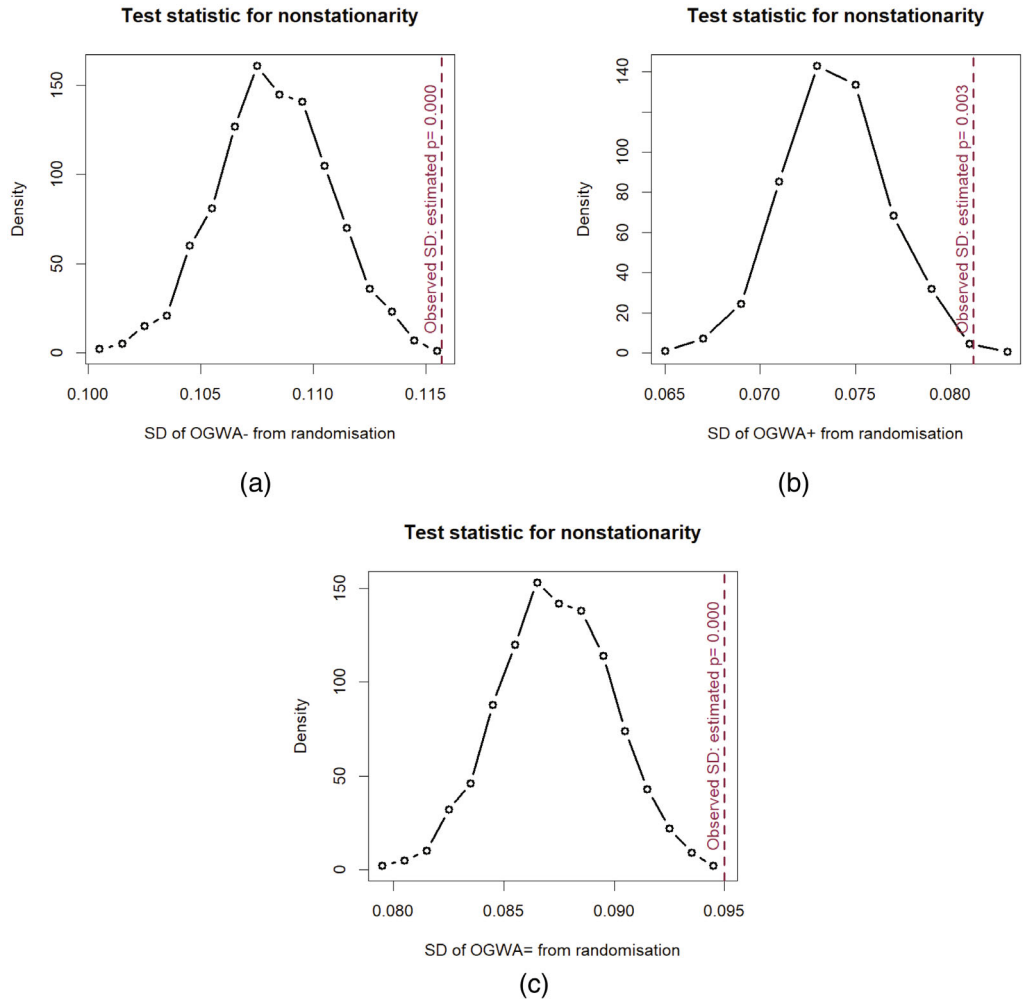 Test statistic for nonstationarity
Density
150
100
50
0
Observed SD: estimated p= 0.000
0.100
0.105
0.110
0.115
SD of OGWA- from randomisation
(a)
Test statistic for nonstationarity
Density
140
120
100
80
60
40
20
0
Observed SD: estimated p= 0.003
0.065
0.070
0.075
0.080
SD of OGWA+ from randomisation
(b)
Test statistic for nonstationarity
Density
150
100
50
0
Observed SD: estimated p= 0.000
0.080
0.085
0.090
0.095
SD of OGWA= from randomisation
(c)